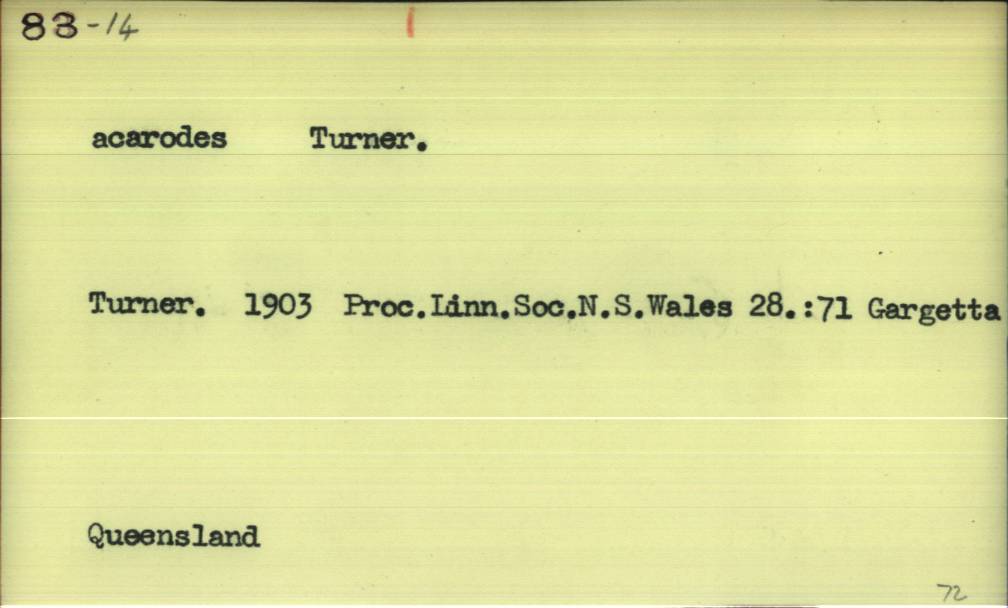 83-14
acarodes Turner.
Turner. 1903 Proc.Linn.Soc.N.S.Wales 28.:71 Gargetta
Queensland
72